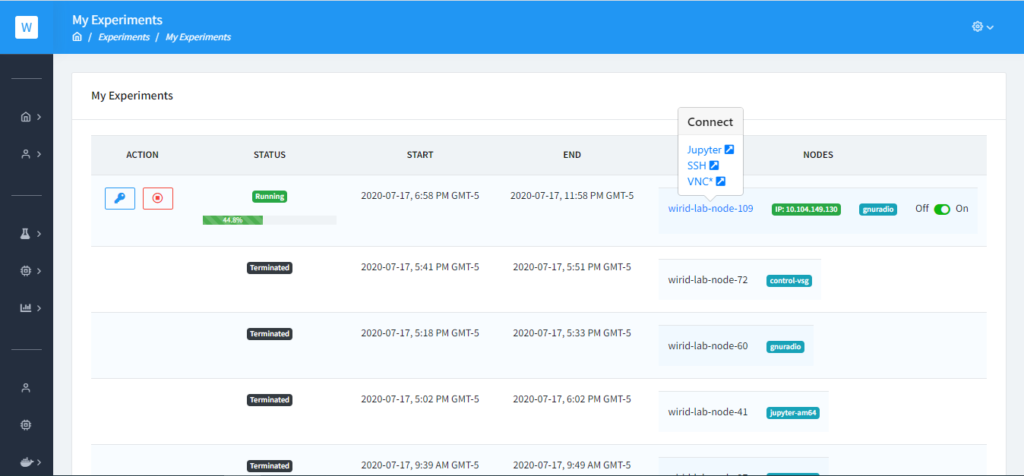 W
My Experiments
/ Experiments / My Experiments
My Experiments
Connect
Jupyter
SSH
VNC*
ACTION STATUS START END NODES
Running 2020-07-17, 6:58 PM GMT-5 2020-07-17, 11:58 PM GMT-5 wirid-lab-node-109 IP: 10.104.149.130 gnuradio Off On
44.8%
Terminated 2020-07-17, 5:41 PM GMT-5 2020-07-17, 5:51 PM GMT-5 wirid-lab-node-72 control-vsg
Terminated 2020-07-17, 5:18 PM GMT-5 2020-07-17, 5:33 PM GMT-5 wirid-lab-node-60 gnuradio
Terminated 2020-07-17, 5:02 PM GMT-5 2020-07-17, 6:02 PM GMT-5 wirid-lab-node-41 jupyter-am64
Terminated 2020-07-17, 9:39 AM GMT-5 2020-07-17, 9:49 AM GMT-5